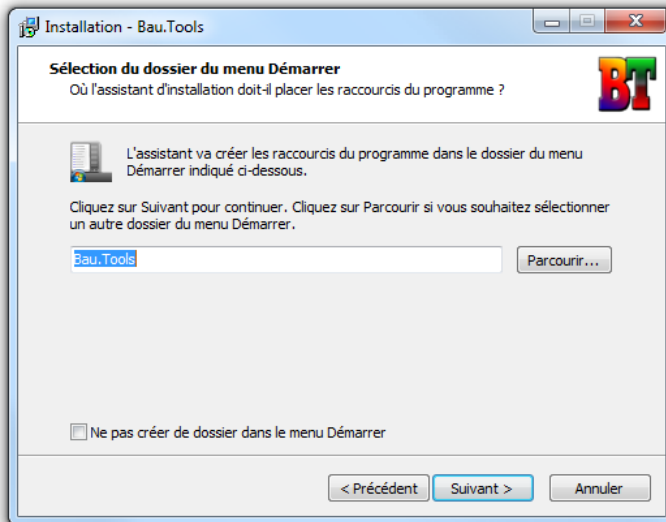 Installation - Bau.Tools
Sélection du dossier du menu Démarrer
Où l'assistant d'installation doit-il placer les raccourcis du programme ?
BT
L'assistant va créer les raccourcis du programme dans le dossier du menu
Démarrer indiqué ci-dessous.
Cliquez sur Suivant pour continuer. Cliquez sur Parcourir si vous souhaitez sélectionner
un autre dossier du menu Démarrer.
Bau.Tools
Parcourir...
Ne pas créer de dossier dans le menu Démarrer
< Précédent
Suivant >
Annuler